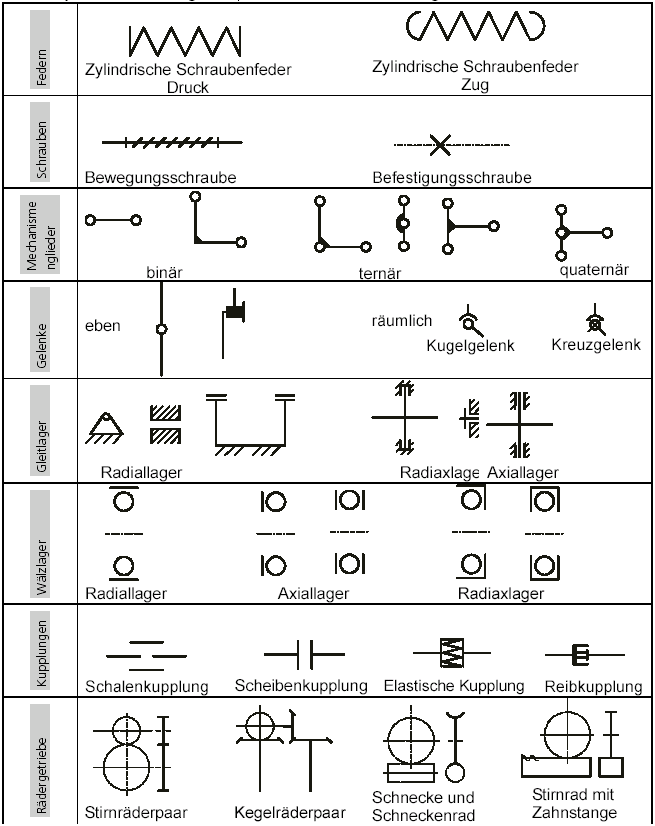 Federn
Zylindrische Schraubenfeder
Druck
Zylindrische Schraubenfeder
Zug
Schrauben
Bewegungsschraube
Befestigungsschraube
Mechanisme
nglieder
binär
ternär
quaternär
Gelenke
eben
räumlich
Kugelgelenk
Kreuzgelenk
Gleitlager
Radiallager
Radiaxlage
Axiallager
Wälzlager
Radiallager
Axiallager
Radiaxlager
Kupplungen
Schalenkupplung
Scheibenkupplung
Elastische Kupplung
Reibkupplung
Rädergetriebe
Stirnräderpaar
Kegelräderpaar
Schnecke und
Schneckenrad
Stirnrad mit
Zahnstange